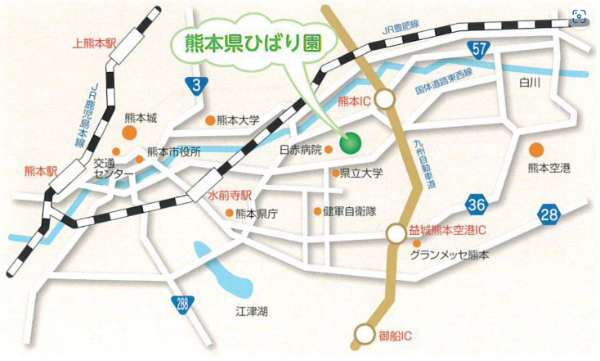 上熊本駅
熊本県ひばり園
JR豊肥線
57
3
国体道路東西線
白川
熊本IC
JR鹿児島本線
熊本城
熊本大学
日赤病院
九州自動車道
熊本市役所
交通
センター
熊本駅
県立大学
熊本空港
水前寺駅
熊本県庁
健軍自衛隊
36
28
益城熊本空港IC
グランメッセ熊本
288
江津湖
御船IC